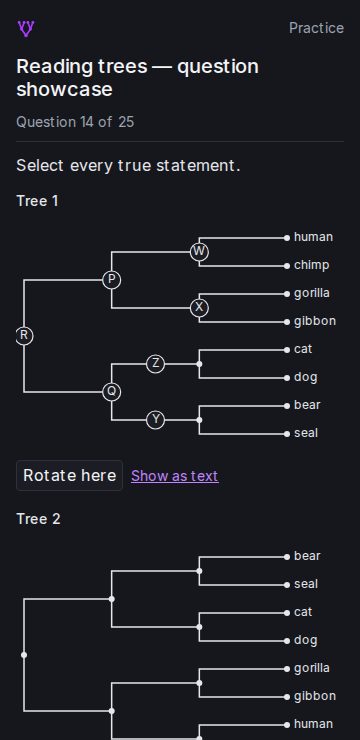 Practice
Reading trees — question
showcase
Question 14 of 25
Select every true statement.
Tree 1
human
W
chimp
P
gorilla
X
gibbon
R
cat
Z
dog
Q
bear
Y
seal
Rotate here Show as text
Tree 2
bear
seal
cat
dog
gorilla
gibbon
human